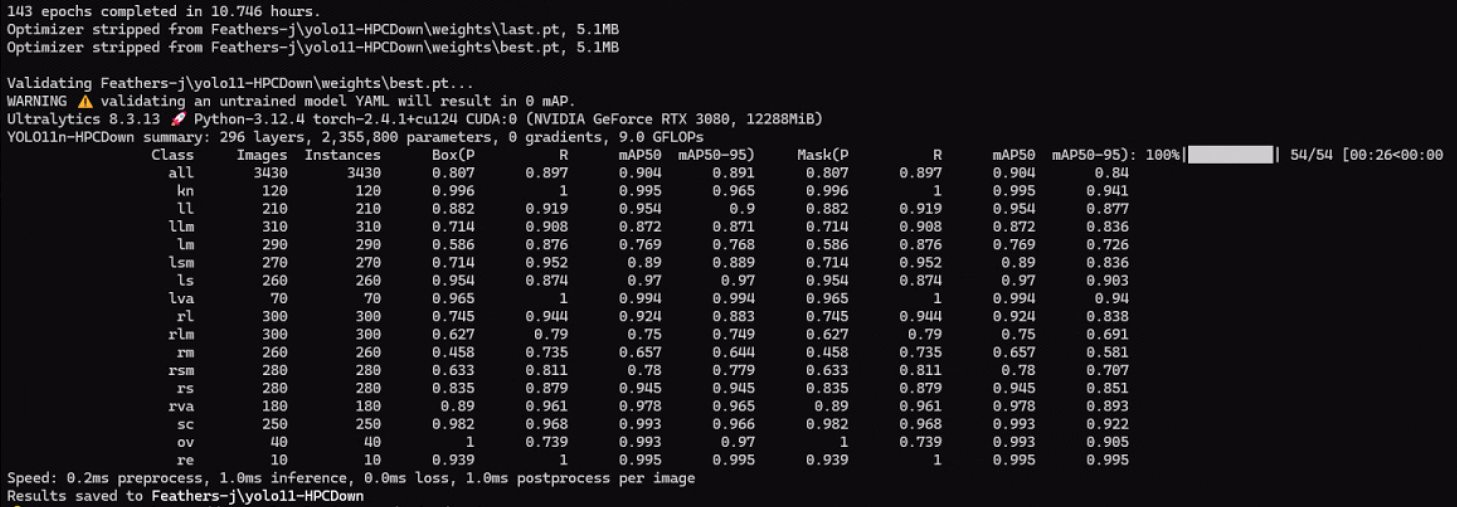 143 epochs completed in 10.746 hours.
Optimizer stripped from Feathers-j\yolo11-HPCDown\weights\last.pt, 5.1MB
Optimizer stripped from Feathers-j\yolo11-HPCDown\weights\best.pt, 5.1MB
Validating Feathers-j\yolo11-HPCDown\weights\best.pt...
WARNING ⚠️ validating an untrained model YAML will result in 0 mAP.
Ultralytics 8.3.13 🚀 Python-3.12.4 torch-2.4.1+cu124 CUDA:0 (NVIDIA GeForce RTX 3080, 12288MiB)
YOLO11n-HPCDown summary: 296 layers, 2,355,800 parameters, 0 gradients, 9.0 GFLOPs
Class Images Instances Box(P R mAP50 mAP50-95) Mask(P R mAP50 mAP50-95): 100%|██████████| 54/54 [00:26<00:00
all 3430 3430 0.807 0.897 0.904 0.891 0.807 0.897 0.904 0.84
kn 120 120 0.996 1 0.995 0.965 0.996 1 0.995 0.941
ll 210 210 0.882 0.919 0.954 0.9 0.882 0.919 0.954 0.877
llm 310 310 0.714 0.908 0.872 0.871 0.714 0.908 0.872 0.836
lm 290 290 0.586 0.876 0.769 0.768 0.586 0.876 0.769 0.726
lsm 270 270 0.714 0.952 0.89 0.889 0.714 0.952 0.89 0.836
ls 260 260 0.954 0.874 0.97 0.97 0.954 0.874 0.97 0.903
lva 70 70 0.965 1 0.994 0.994 0.965 1 0.994 0.94
rl 300 300 0.745 0.944 0.924 0.883 0.745 0.944 0.924 0.838
rlm 300 300 0.627 0.79 0.75 0.749 0.627 0.79 0.75 0.691
rm 260 260 0.458 0.735 0.657 0.644 0.458 0.735 0.657 0.581
rsm 280 280 0.633 0.811 0.78 0.779 0.633 0.811 0.78 0.707
rs 280 280 0.835 0.879 0.945 0.945 0.835 0.879 0.945 0.851
rva 180 180 0.89 0.961 0.978 0.965 0.89 0.961 0.978 0.893
sc 250 250 0.982 0.968 0.993 0.966 0.982 0.968 0.993 0.922
ov 40 40 1 0.739 0.993 0.97 1 0.739 0.993 0.905
re 10 10 0.939 1 0.995 0.995 0.939 1 0.995 0.995
Speed: 0.2ms preprocess, 1.0ms inference, 0.0ms loss, 1.0ms postprocess per image
Results saved to Feathers-j\yolo11-HPCDown